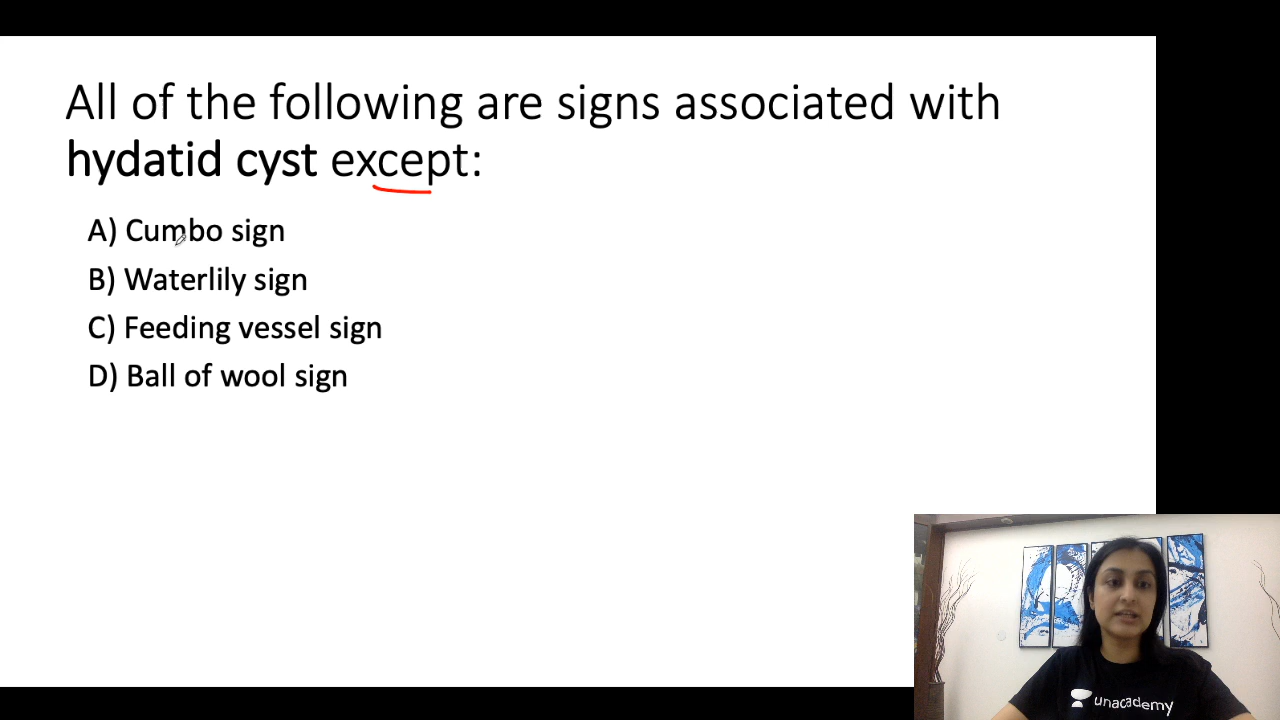 All of the following are signs associated with
hydatid cyst except:
A) Cumbo sign
B) Waterlily sign
C) Feeding vessel sign
D) Ball of wool sign
unacademy